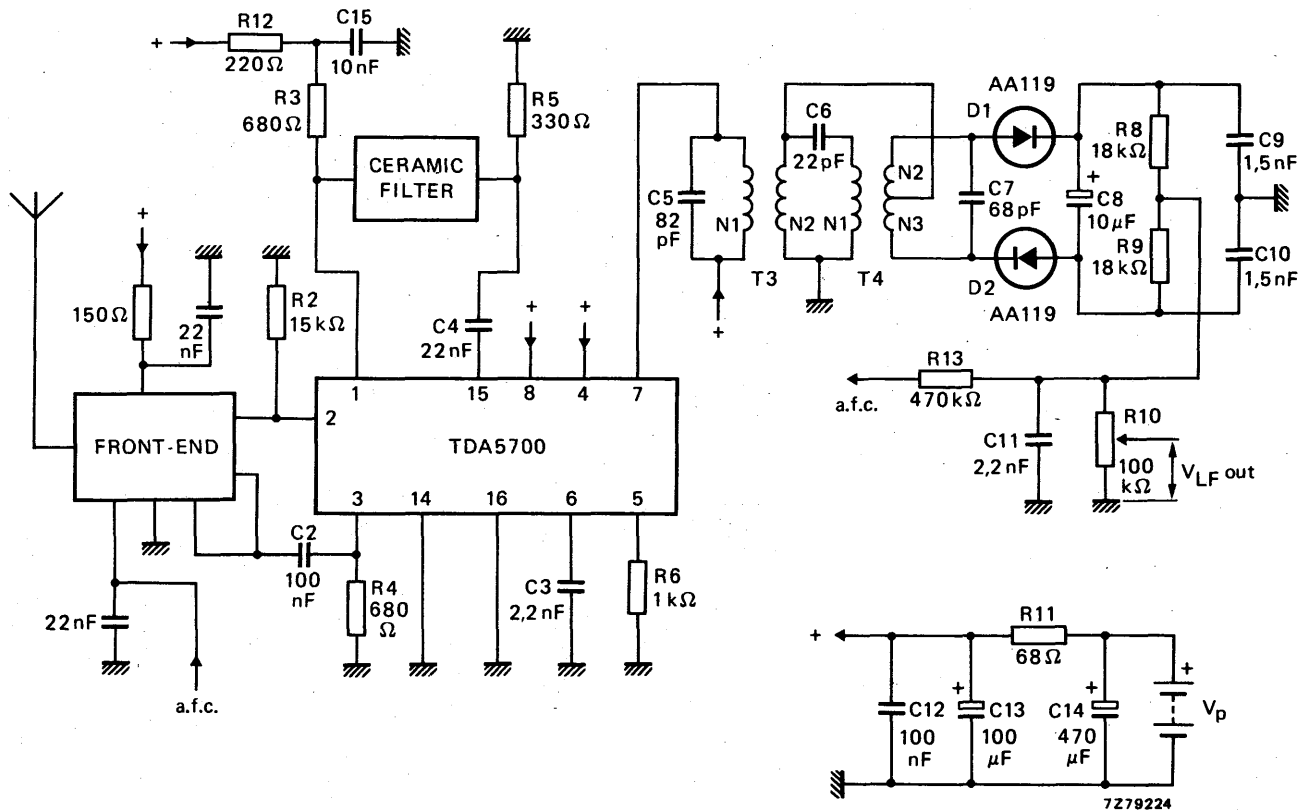 R12
220Ω
C15
10nF
R3
680Ω
R5
330Ω
CERAMIC
FILTER
+
+
150Ω
22
nF
R2
15kΩ
C4
22nF
+
+
C5
82
pF
N1
T3
+
C6
22pF
N2
N1
T4
N2
N3
AA119
D1
C7
68pF
D2
AA119
+
C8
10µF
R8
18kΩ
R9
18kΩ
C9
1,5nF
C10
1,5nF
FRONT-END
1
15
8
4
7
2
TDA5700
3
14
16
6
5
C2
100
nF
R4
680
Ω
C3
2,2nF
R6
1kΩ
22nF
a.f.c.
R13
470kΩ
a.f.c.
C11
2,2nF
R10
100
kΩ
VLF out
+
R11
68Ω
C12
100
nF
+
C13
100
µF
+
C14
470
µF
+
Vp
7Z79224